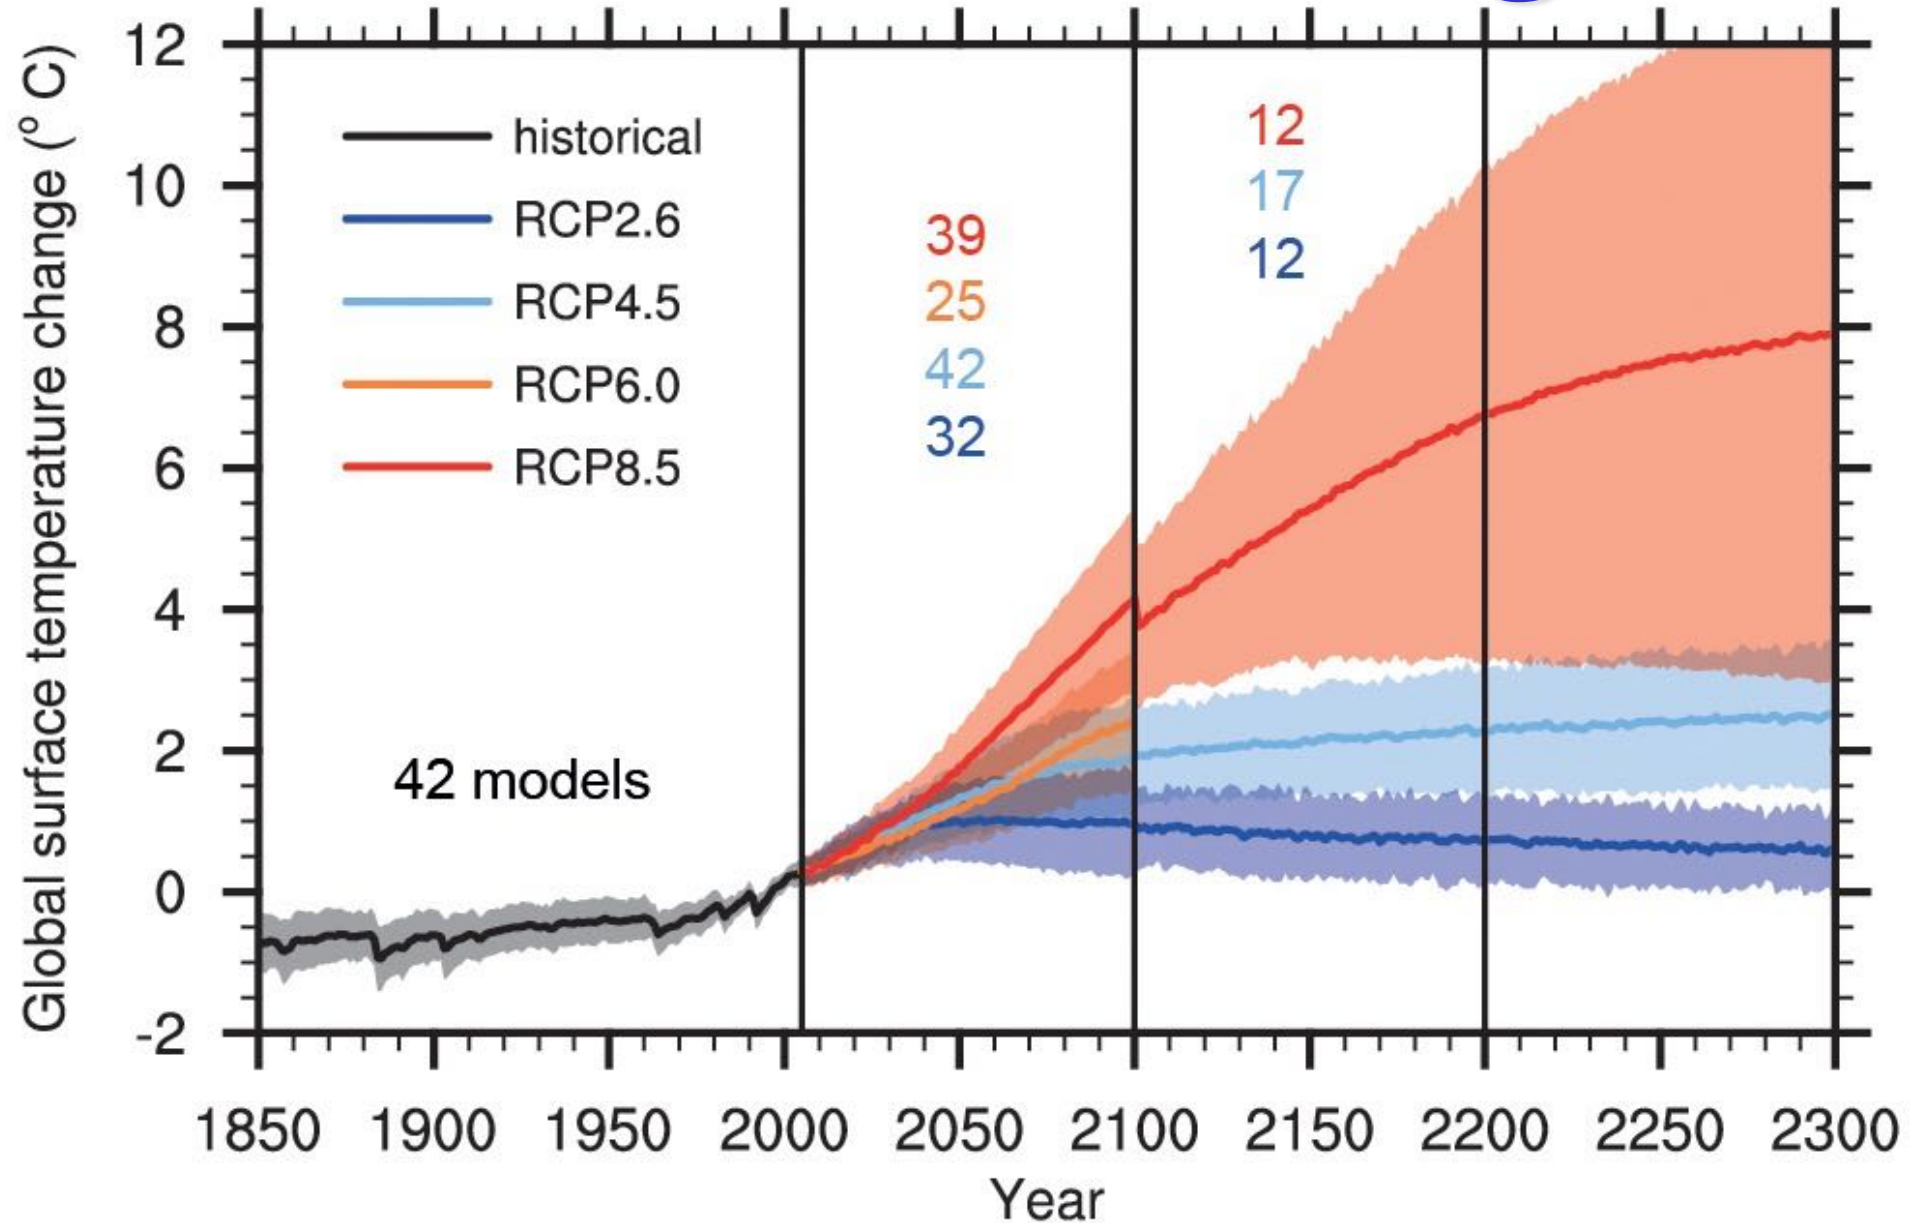 Global surface temperature change (° C)
12
10
8
6
4
2
0
-2
historical
RCP2.6
RCP4.5
RCP6.0
RCP8.5
42 models
39
25
42
32
12
17
12
1850 1900 1950 2000 2050 2100 2150 2200 2250 2300
Year